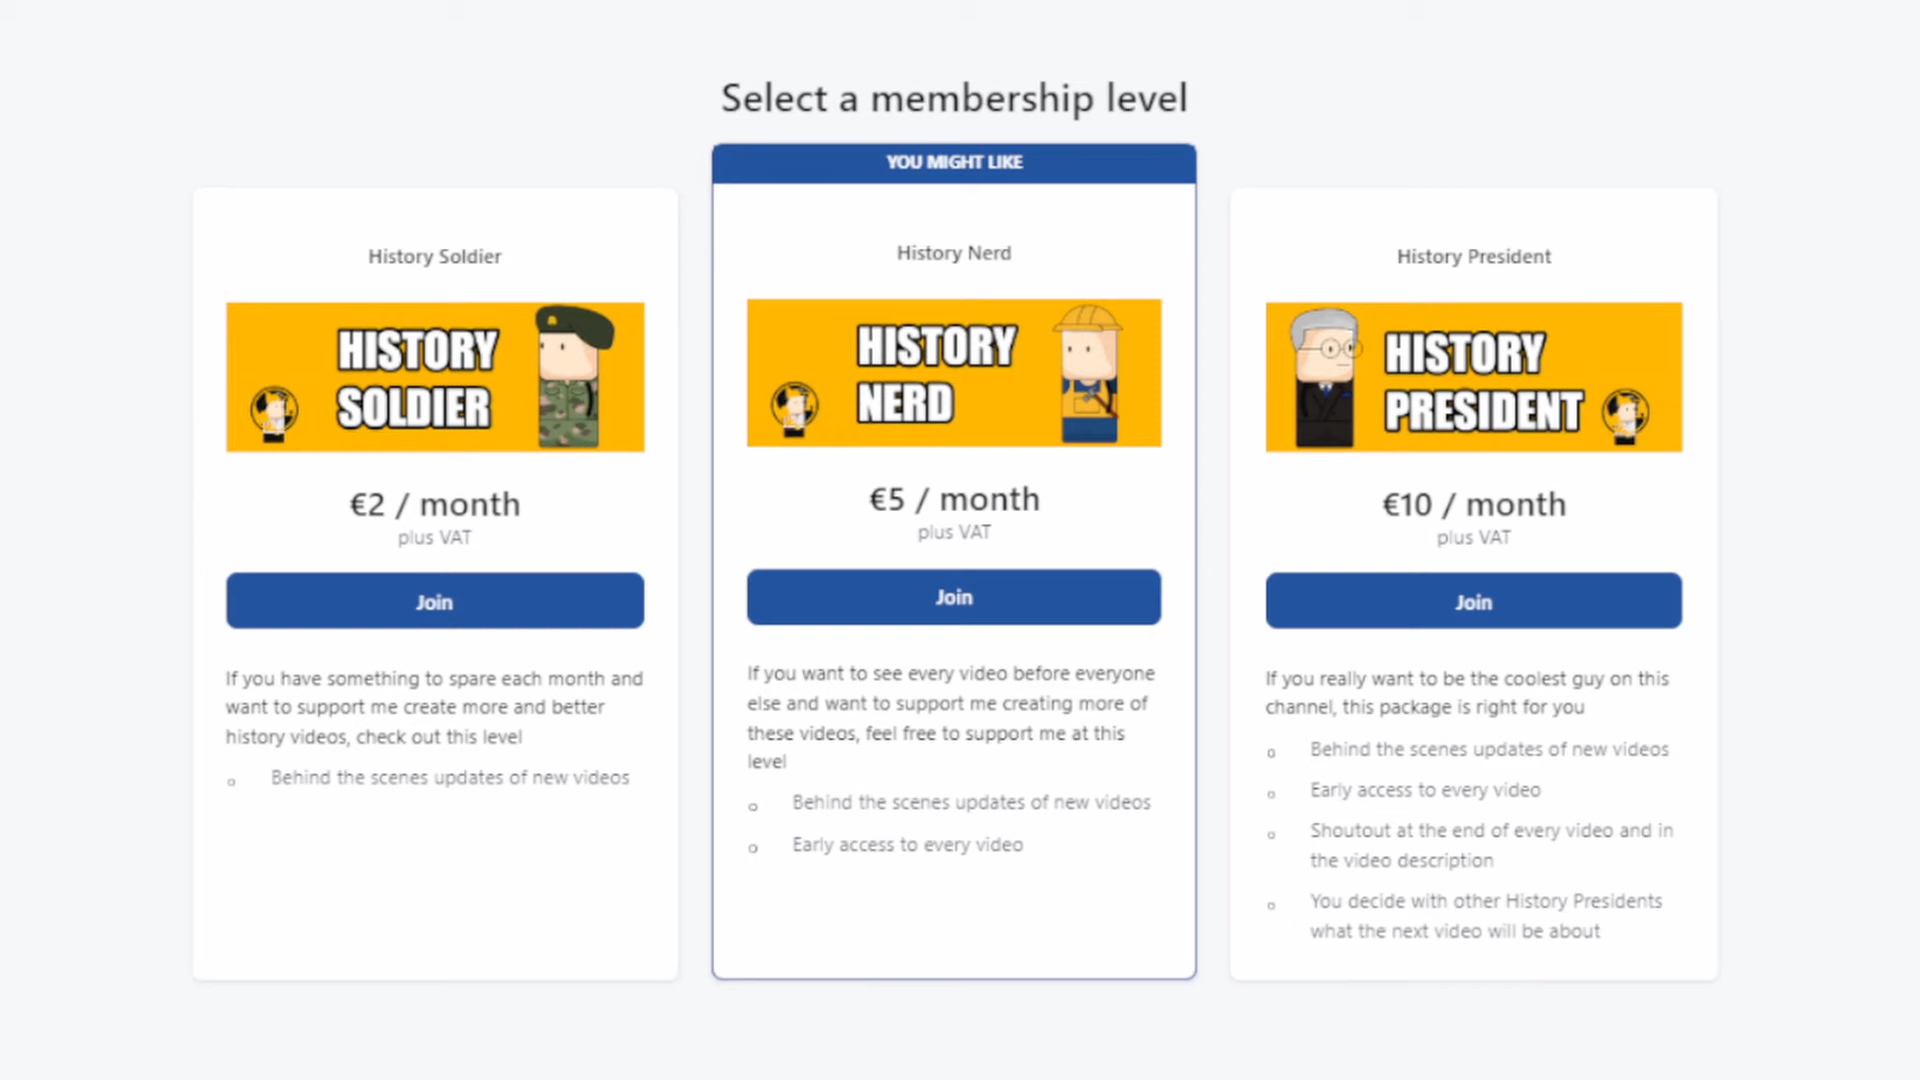 Select a membership level
YOU MIGHT LIKE
History Soldier
HISTORY
SOLDIER
€2 / month
plus VAT
Join
If you have something to spare each month and
want to support me create more and better
history videos, check out this level
Behind the scenes updates of new videos
History Nerd
HISTORY
NERD
€5 / month
plus VAT
Join
If you want to see every video before everyone
else and want to support me creating more of
these videos, feel free to support me at this
level
Behind the scenes updates of new videos
Early access to every video
History President
HISTORY
PRESIDENT
€10 / month
plus VAT
Join
If you really want to be the coolest guy on this
channel, this package is right for you
Behind the scenes updates of new videos
Early access to every video
Shoutout at the end of every video and in
the video description
You decide with other History Presidents
what the next video will be about